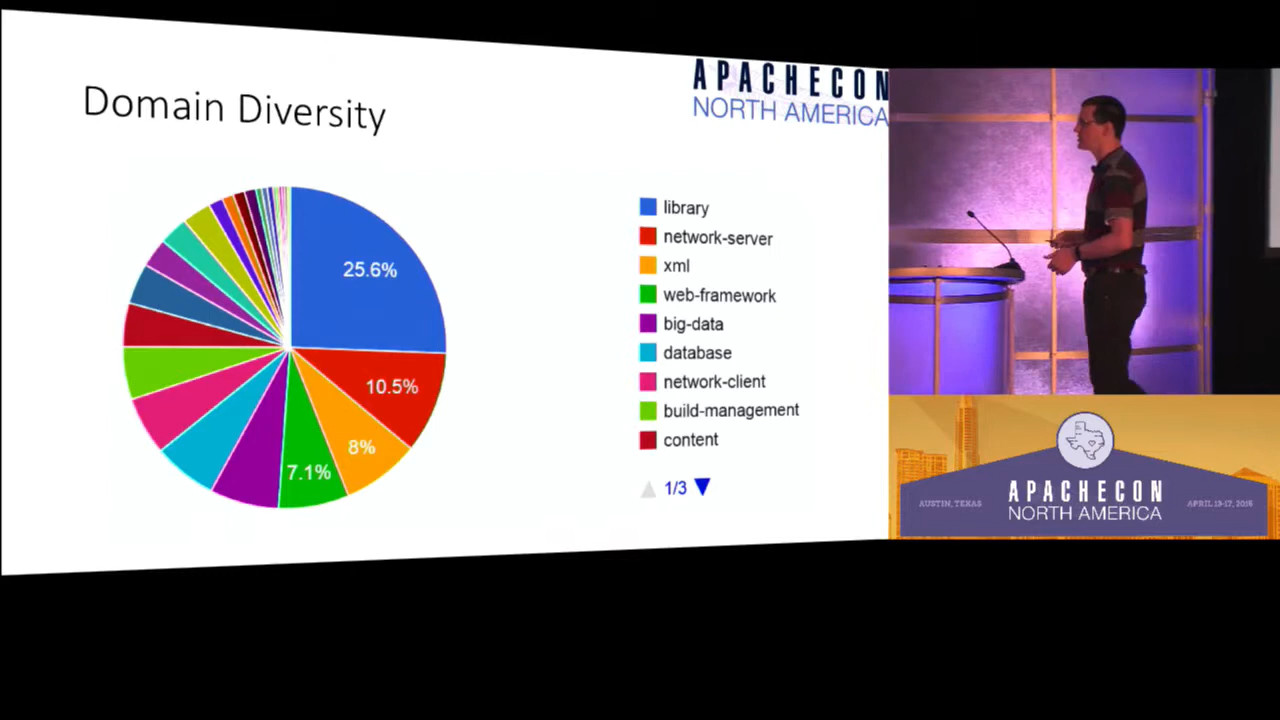 Domain Diversity
APACHECON
NORTH AMERICA
25.6%
10.5%
8%
7.1%
library
network-server
xml
web-framework
big-data
database
network-client
build-management
content
1/3
AUSTIN, TEXAS
APACHECON
NORTH AMERICA
APRIL 13-17, 2015